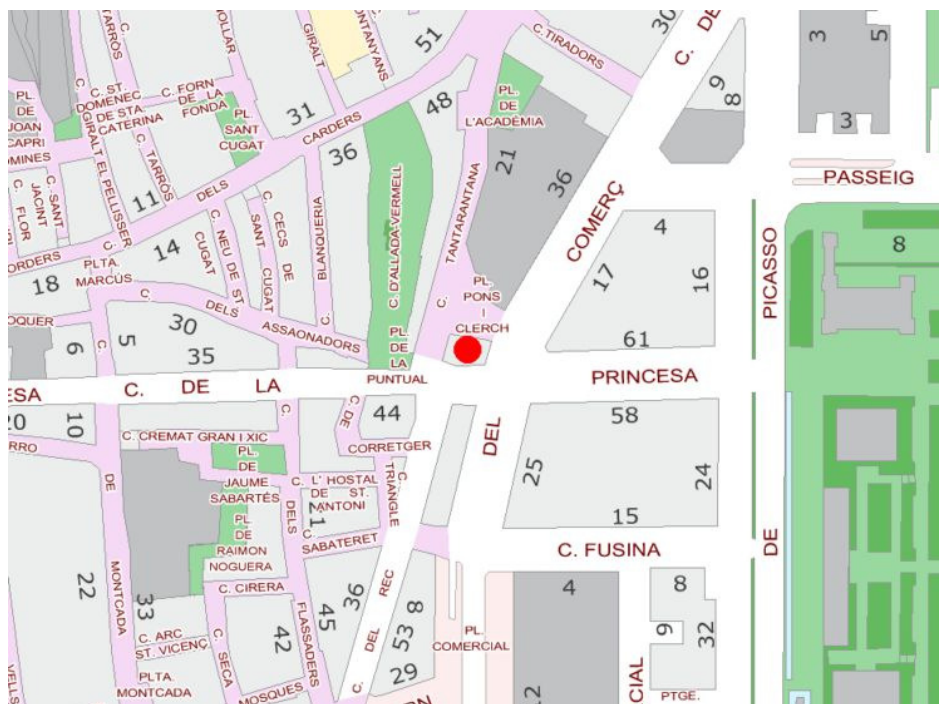 C. TARRÒS
GIRALT
51
30
C. DE
3
5
C. TIRADORS
PL.
DE
JOAN
CAPRI
C. ST.
DOMENEC
DE STA.
CATERINA
C. FORN
DE LA
FONDA
PL.
SANT
CUGAT
31
CARDERS
48
PL.
DE
L'ACADÈMIA
9
8
3
C.
GIRALT EL PELLISSER
C. TARRÒS
11
DELS
36
21
36
PASSEIG
C. SANT
JACINT
C. FLOR
C.
18
PLTA.
MARCÚS
14
C. NEU DE ST.
CUGAT
C. CECS DE
SANT CUGAT
BLANQUERIA
C. D'ALLADA-VERMELL
C. TANTARANTANA
COMERÇ
4
17
16
PICASSO
8
PL.
PONS
I
CLERCH
C. DELS ASSAONADORS
30
6
C.
5
35
PL.
DE
LA
PUNTUAL
61
C. DE LA
PRINCESA
20
10
C.
C. DE
44
58
C. CREMAT GRAN I XIC
CORRETGER
DEL
PL.
DE
JAUME
SABARTÉS
C. L' HOSTAL
DE ST.
ANTONI
C. TRIANGLE
25
24
DE
PL.
DE
RAIMON
NOGUERA
DELS
21
C.
SABATERET
15
C. FUSINA
DE
22
MONTCADA
33
C. CIRERA
FLASSADERS
45
36
REC
8
53
29
PL.
COMERCIAL
4
8
9
32
C. ARC
ST. VICENÇ
PLTA.
MONTCADA
C. SECA
42
MOSQUES
C. DEL
12
CIAL
PTGE.